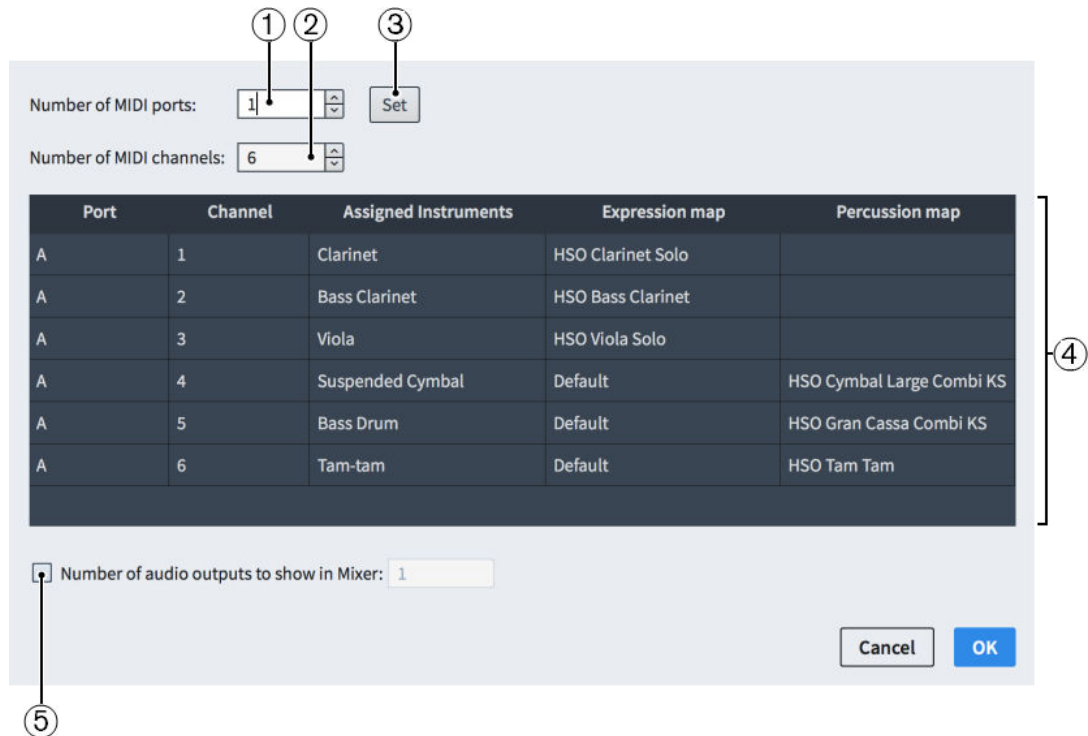 ① ② ③
Number of MIDI ports: 1 Set
Number of MIDI channels: 6
Port Channel Assigned Instruments Expression map Percussion map
A 1 Clarinet HSO Clarinet Solo
A 2 Bass Clarinet HSO Bass Clarinet
A 3 Viola HSO Viola Solo
④
A 4 Suspended Cymbal Default HSO Cymbal Large Combi KS
A 5 Bass Drum Default HSO Gran Cassa Combi KS
A 6 Tam-tam Default HSO Tam Tam
Number of audio outputs to show in Mixer: 1
Cancel OK
⑤